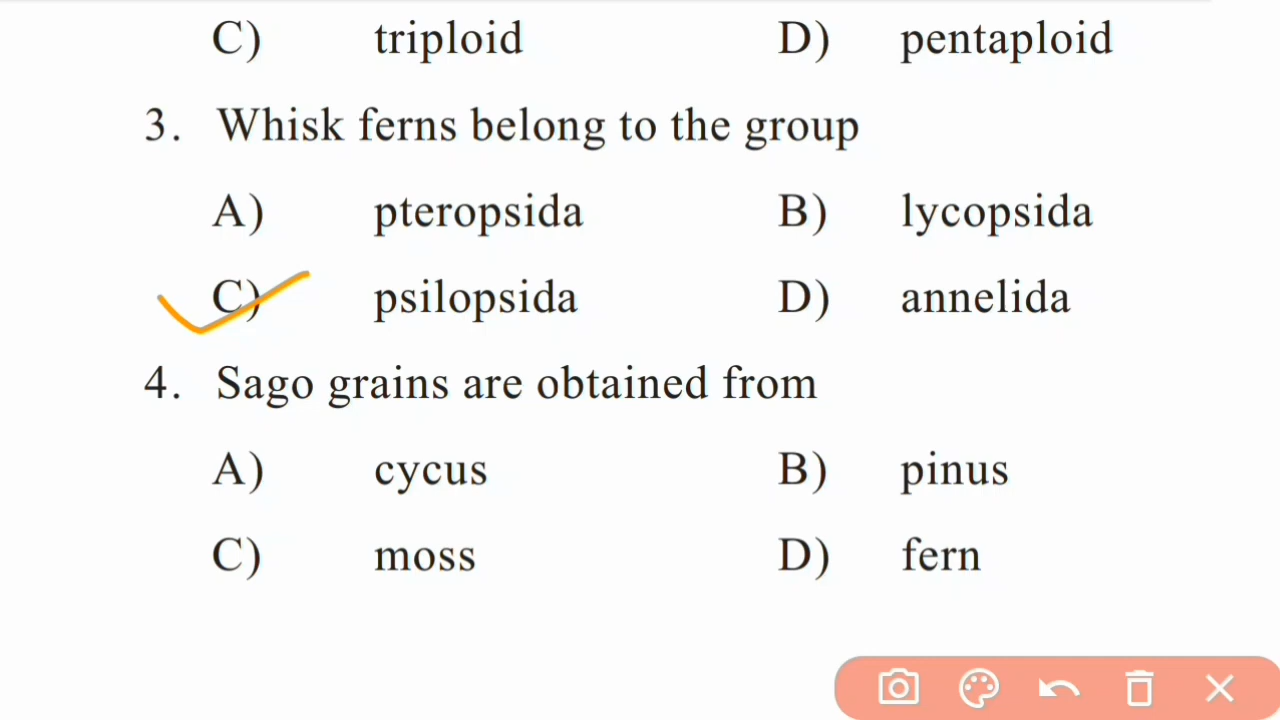 C) triploid D) pentaploid
3. Whisk ferns belong to the group
A) pteropsida B) lycopsida
C) psilopsida D) annelida
4. Sago grains are obtained from
A) cycus B) pinus
C) moss D) fern